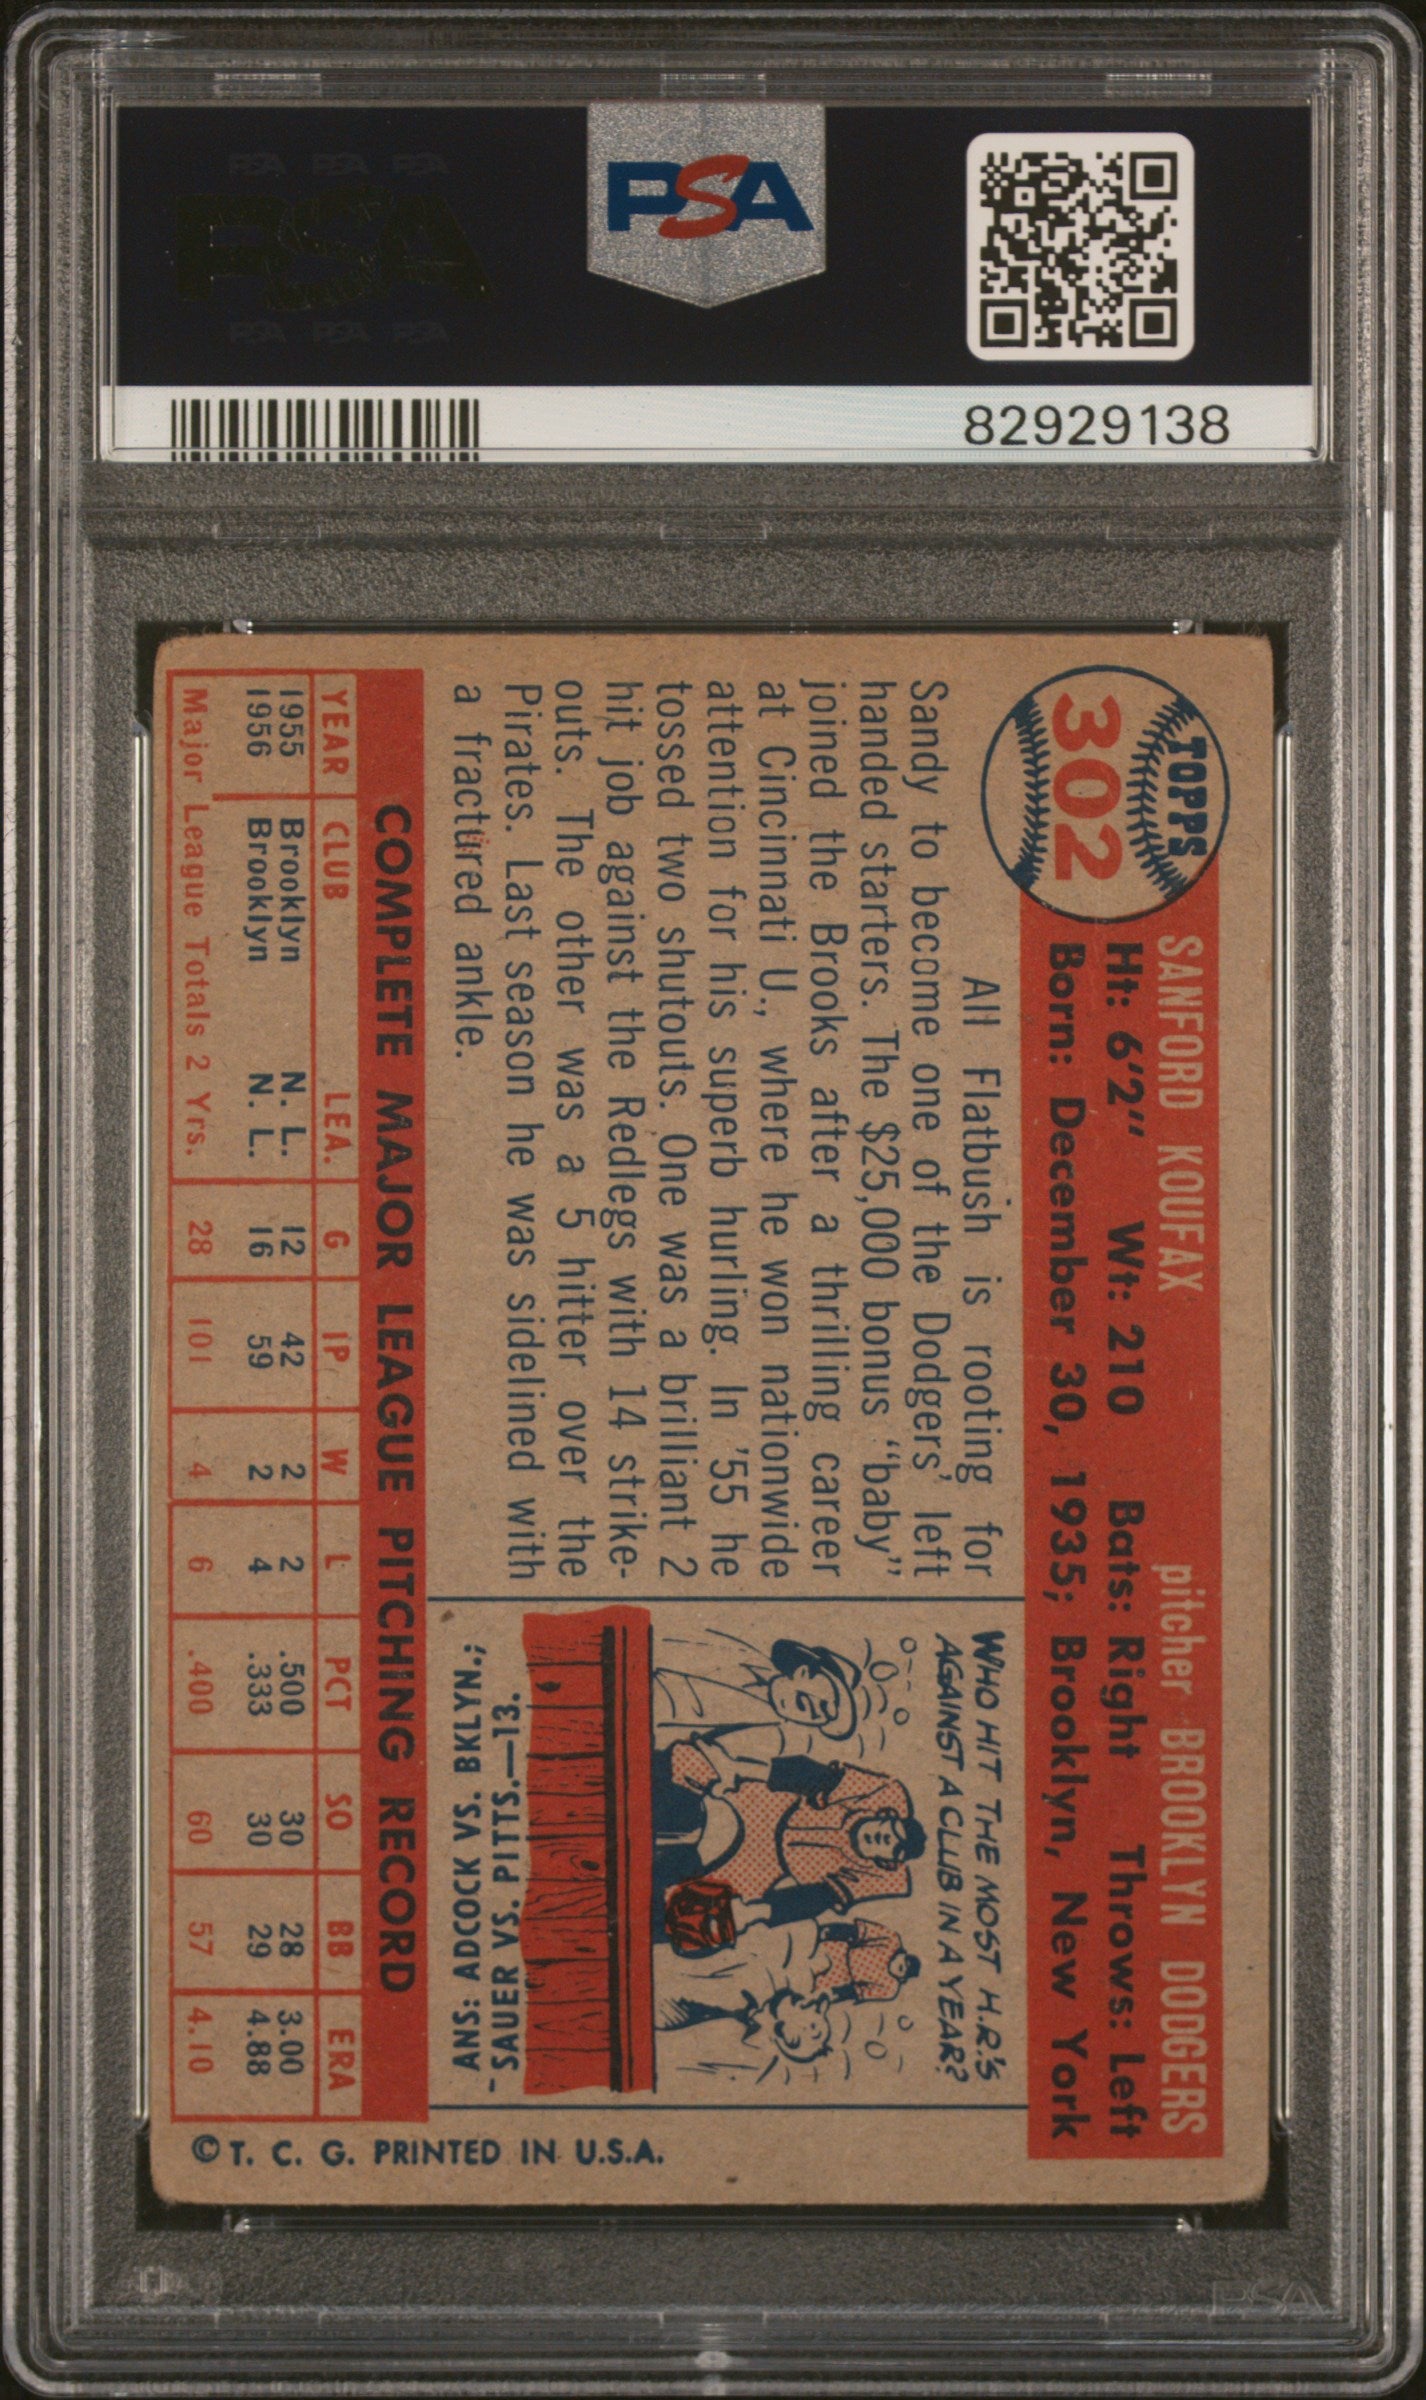 PSA PSA PSA
PSA
PSA PSA PSA
PSA
82929138
TOPPS
302
SANFORD KOUFAX pitcher BROOKLYN DODGERS
Ht: 6'2" Wt: 210 Bats: Right Throws: Left
Born: December 30, 1935; Brooklyn, New York
All Flatbush is rooting for
Sandy to become one of the Dodgers' left
handed starters. The $25,000 bonus "baby"
joined the Brooks after a thrilling career
at Cincinnati U., where he won nationwide
attention for his superb hurling. In '55 he
tossed two shutouts. One was a brilliant 2
hit job against the Redlegs with 14 strike-
outs. The other was a 5 hitter over the
Pirates. Last season he was sidelined with
a fractured ankle.
WHO HIT THE MOST H.R.'S
AGAINST A CLUB IN A YEAR?
-SAUER VS. PITTS.—13.
ANS: ADCOCK VS. BKLYN.;
COMPLETE MAJOR LEAGUE PITCHING RECORD
YEAR CLUB LEA. G IP W L PCT SO BB ERA
1955 Brooklyn N. L. 12 42 2 2 .500 30 28 3.00
1956 Brooklyn N. L. 16 59 2 4 .333 30 29 4.88
Major League Totals 2 Yrs. 28 101 4 6 .400 60 57 4.10
© T. C. G. PRINTED IN U.S.A.
PSA